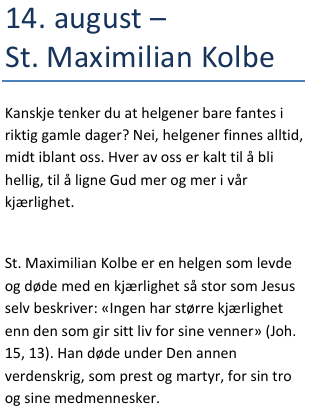 14. august –
St. Maximilian Kolbe
Kanskje tenker du at helgener bare fantes i
riktig gamle dager? Nei, helgener finnes alltid,
midt iblant oss. Hver av oss er kalt til å bli
hellig, til å ligne Gud mer og mer i vår
kjærlighet.
St. Maximilian Kolbe er en helgen som levde
og døde med en kjærlighet så stor som Jesus
selv beskriver: «Ingen har større kjærlighet
enn den som gir sitt liv for sine venner» (Joh.
15, 13). Han døde under Den annen
verdenskrig, som prest og martyr, for sin tro
og sine medmennesker.